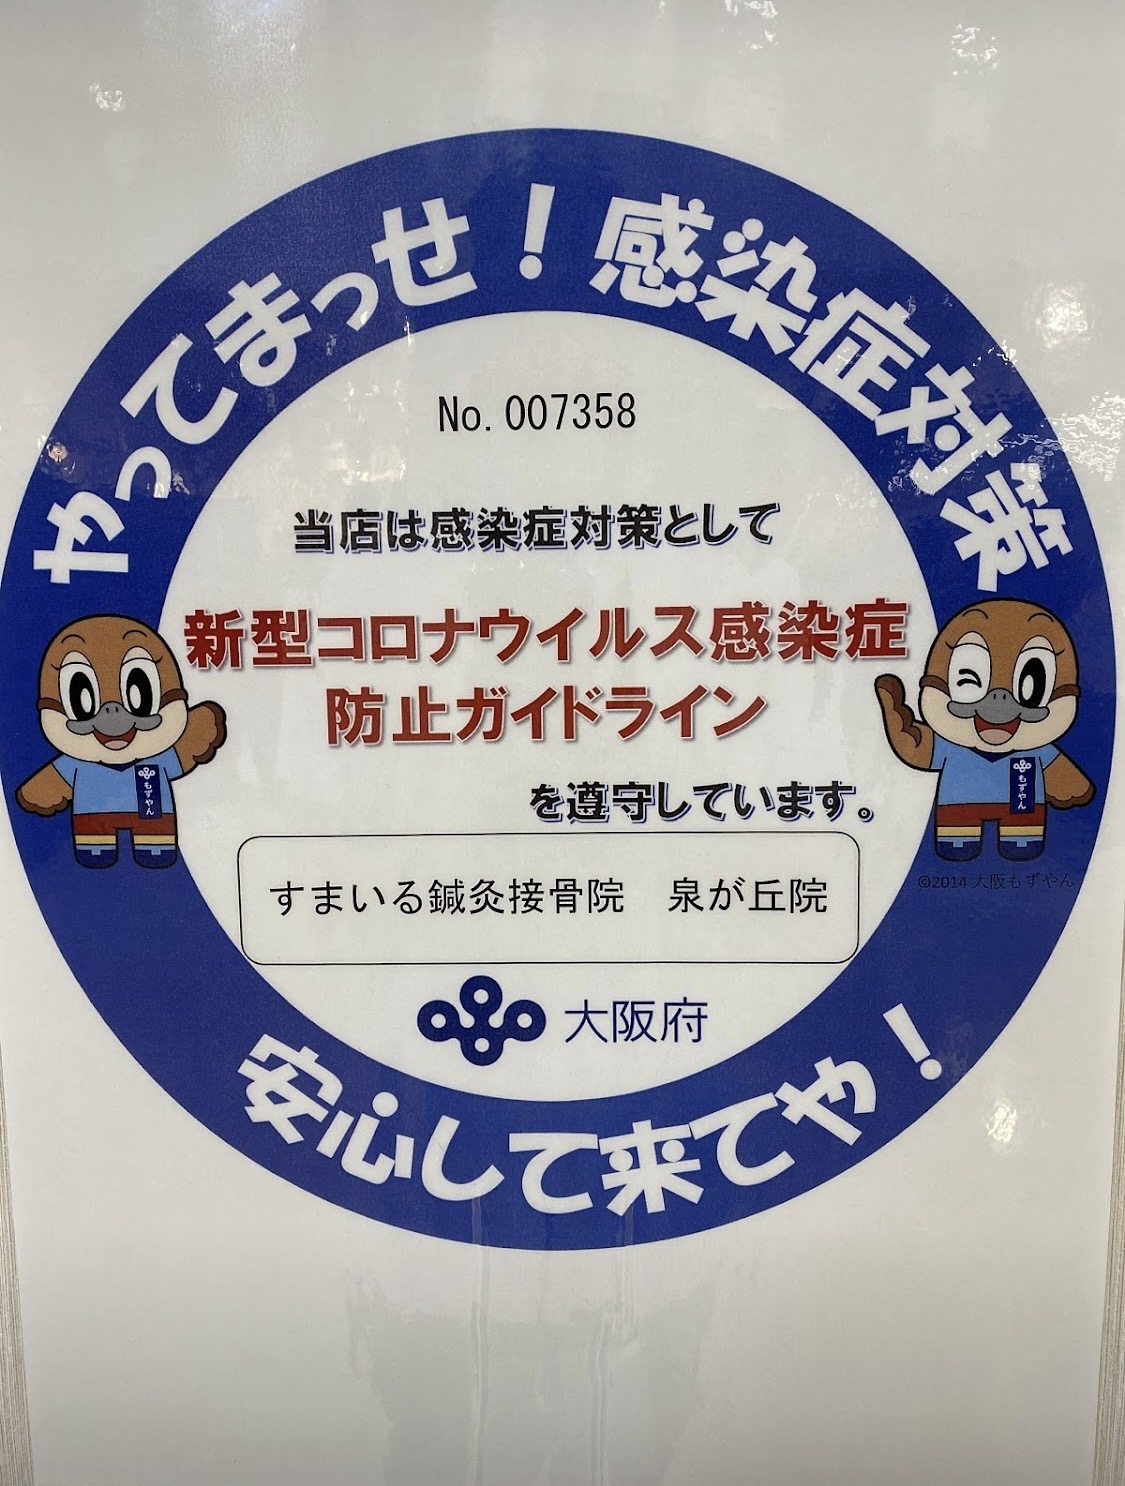 やってまっせ！感染症対策
No. 007358
当店は感染症対策として
新型コロナウイルス感染症
防止ガイドライン
を遵守しています。
もずやん
もずやん
©2014 大阪もずやん
すまいる鍼灸接骨院　泉が丘院
大阪府
安心して来てや！